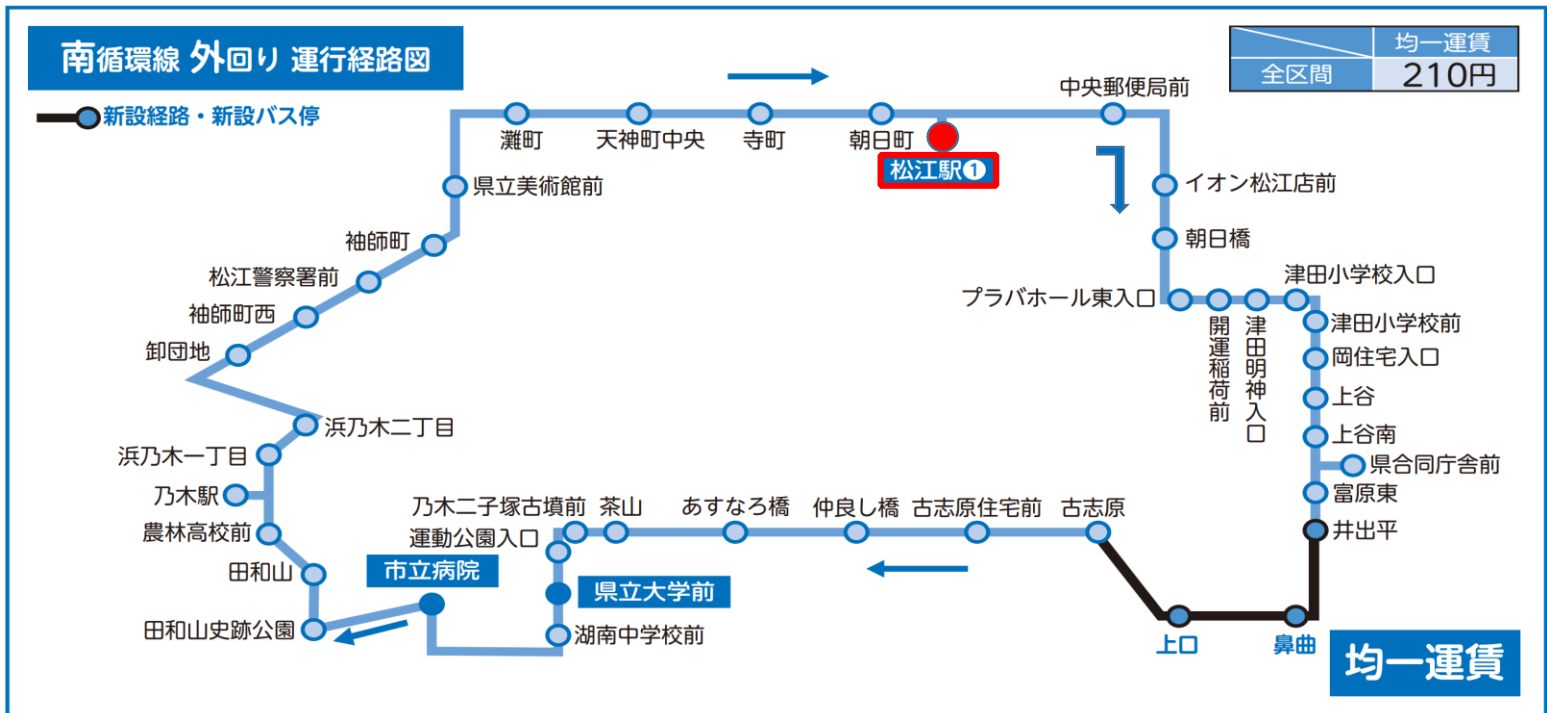 南循環線 外回り 運行経路図
均一運賃
全区間 210円
新設経路・新設バス停
灘町
天神町中央
寺町
朝日町
松江駅❶
中央郵便局前
イオン松江店前
朝日橋
プラバホール東入口
開運稲荷前
津田明神入口
津田小学校入口
津田小学校前
岡住宅入口
上谷
上谷南
県合同庁舎前
富原東
井出平
鼻曲
上口
古志原
古志原住宅前
仲良し橋
あすなろ橋
茶山
乃木二子塚古墳前
運動公園入口
県立大学前
湖南中学校前
市立病院
田和山史跡公園
田和山
農林高校前
乃木駅
浜乃木一丁目
浜乃木二丁目
卸団地
袖師町西
松江警察署前
袖師町
県立美術館前
均一運賃